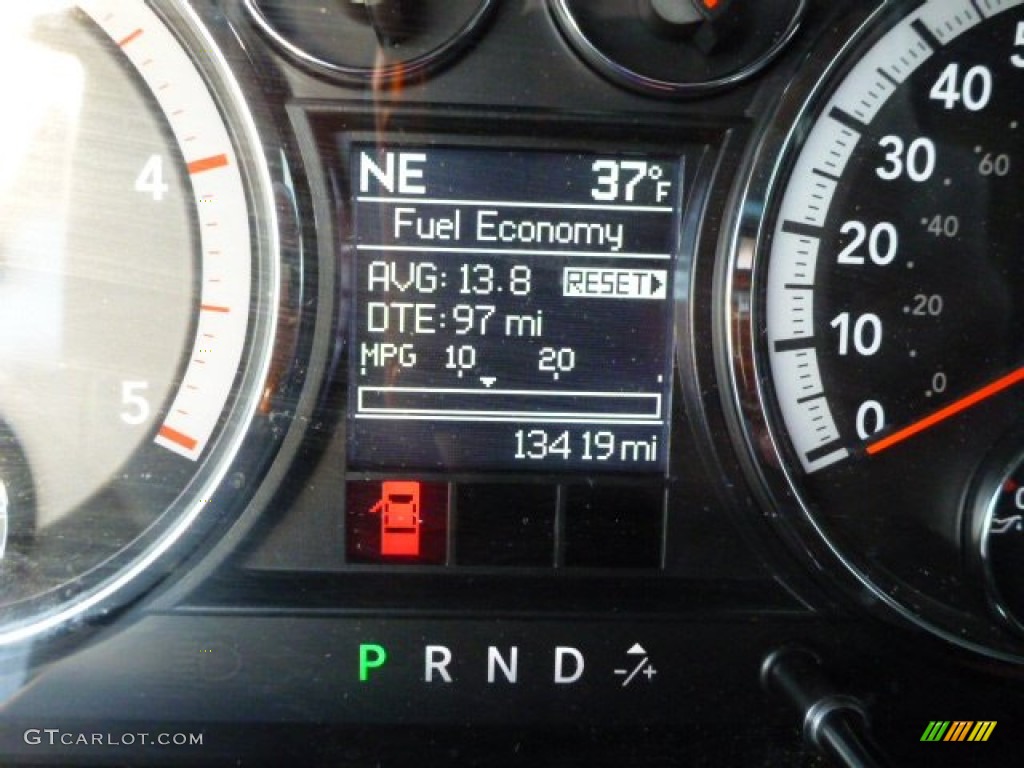 NE 37°F
Fuel Economy
AVG: 13.8 RESET
DTE: 97 mi
MPG 10 20
13419 mi
P R N D -/+
4
5
40
30
20
10
0
60
40
20
0
GTCARLOT.COM